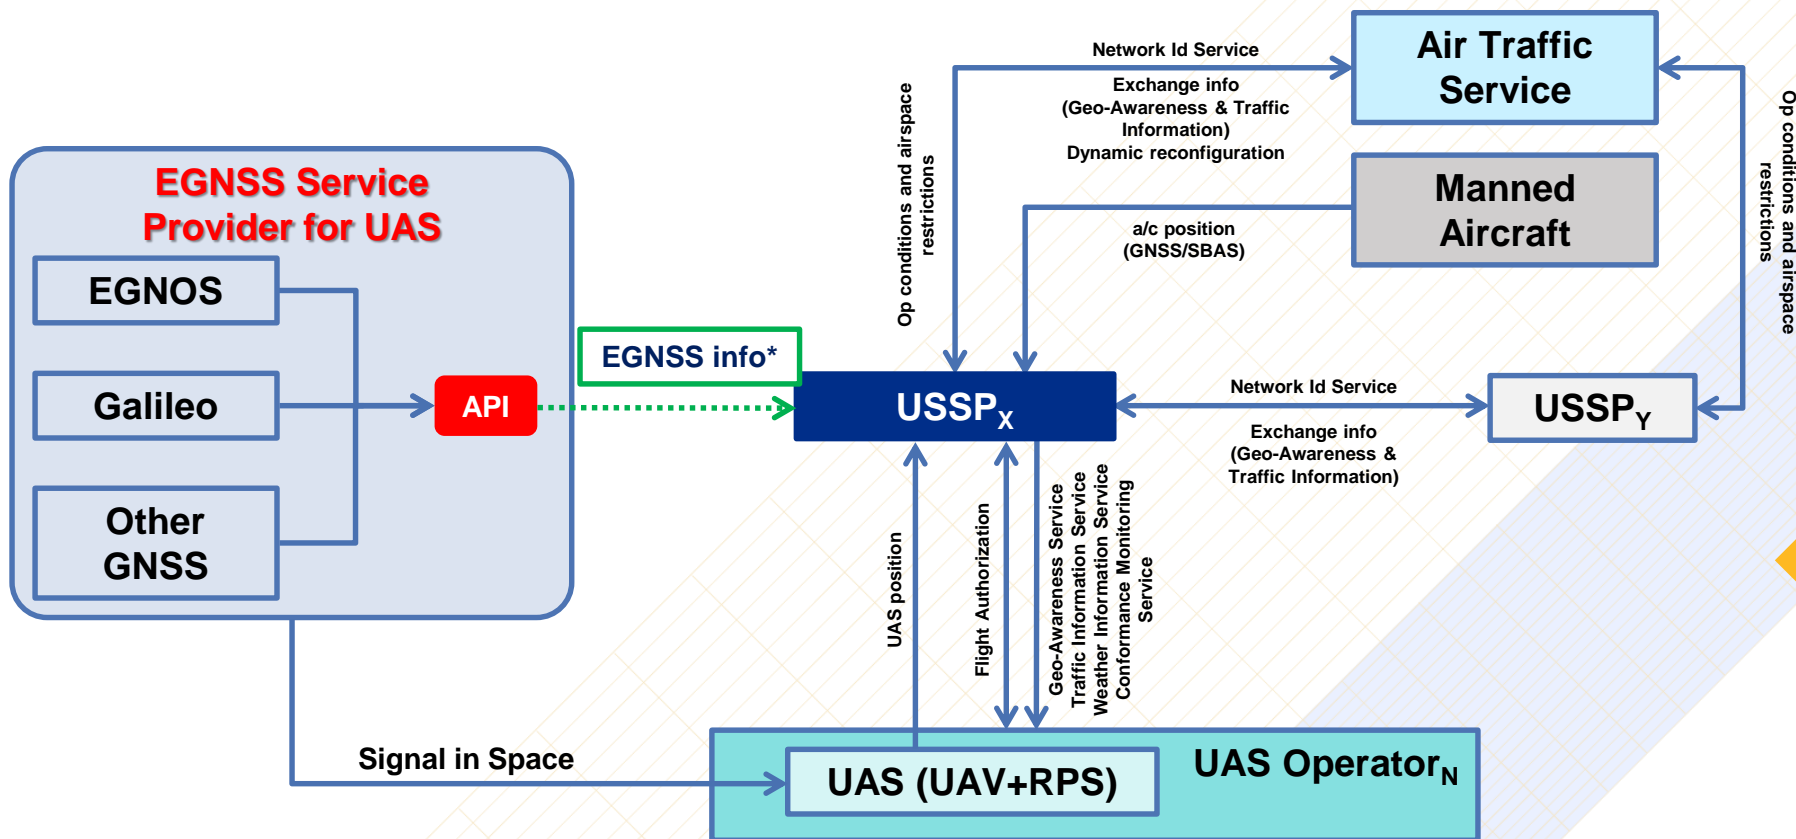 EGNSS Service
Provider for UAS
EGNOS
Galileo
Other
GNSS
API
EGNSS info*
Signal in Space
Op conditions and airspace
restrictions
Network Id Service
Exchange info
(Geo-Awareness & Traffic
Information)
Dynamic reconfiguration
a/c position
(GNSS/SBAS)
Air Traffic
Service
Manned
Aircraft
Op conditions and airspace
restrictions
USSPX
Network Id Service
Exchange info
(Geo-Awareness &
Traffic Information)
USSPY
UAS position
Flight Authorization
Geo-Awareness Service
Traffic Information Service
Weather Information Service
Conformance Monitoring
Service
UAS (UAV+RPS)
UAS OperatorN